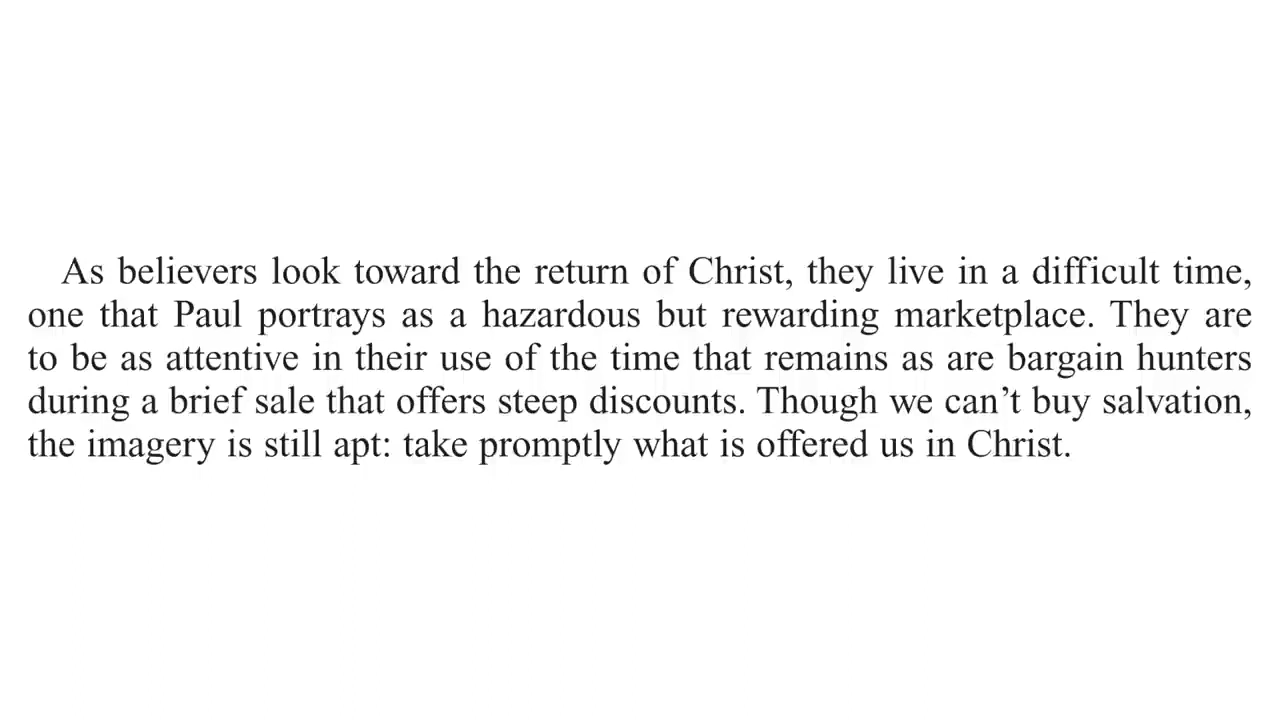 As believers look toward the return of Christ, they live in a difficult time,
one that Paul portrays as a hazardous but rewarding marketplace. They are
to be as attentive in their use of the time that remains as are bargain hunters
during a brief sale that offers steep discounts. Though we can’t buy salvation,
the imagery is still apt: take promptly what is offered us in Christ.